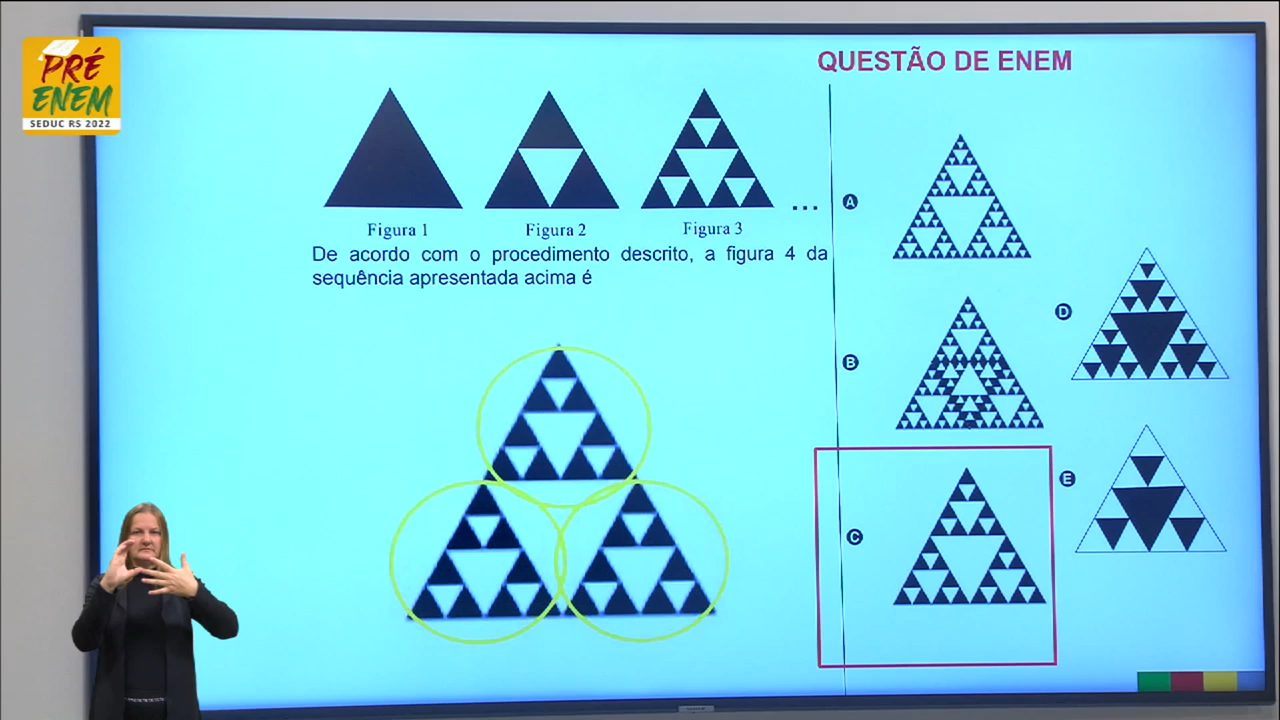 PRÉ
ENEM
SEDUC RS 2022
QUESTÃO DE ENEM
Figura 1
Figura 2
Figura 3
...
De acordo com o procedimento descrito, a figura 4 da
sequência apresentada acima é
A
B
C
D
E